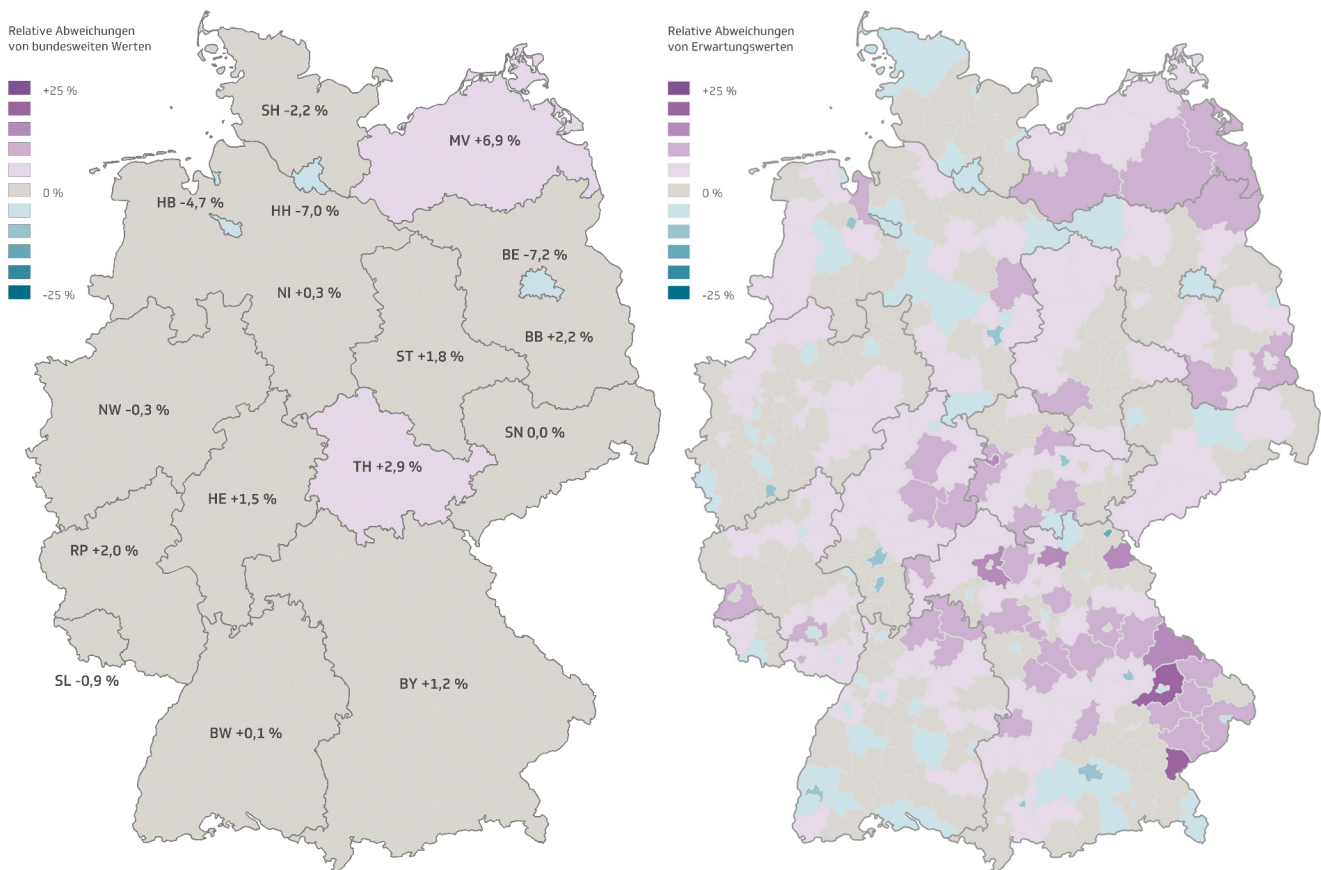 Relative Abweichungen
von bundesweiten Werten
+25 %
0 %
-25 %
SH -2,2 %
MV +6,9 %
HB -4,7 %
HH -7,0 %
BE -7,2 %
NI +0,3 %
BB +2,2 %
ST +1,8 %
NW -0,3 %
SN 0,0 %
TH +2,9 %
HE +1,5 %
RP +2,0 %
SL -0,9 %
BY +1,2 %
BW +0,1 %
Relative Abweichungen
von Erwartungswerten
+25 %
0 %
-25 %